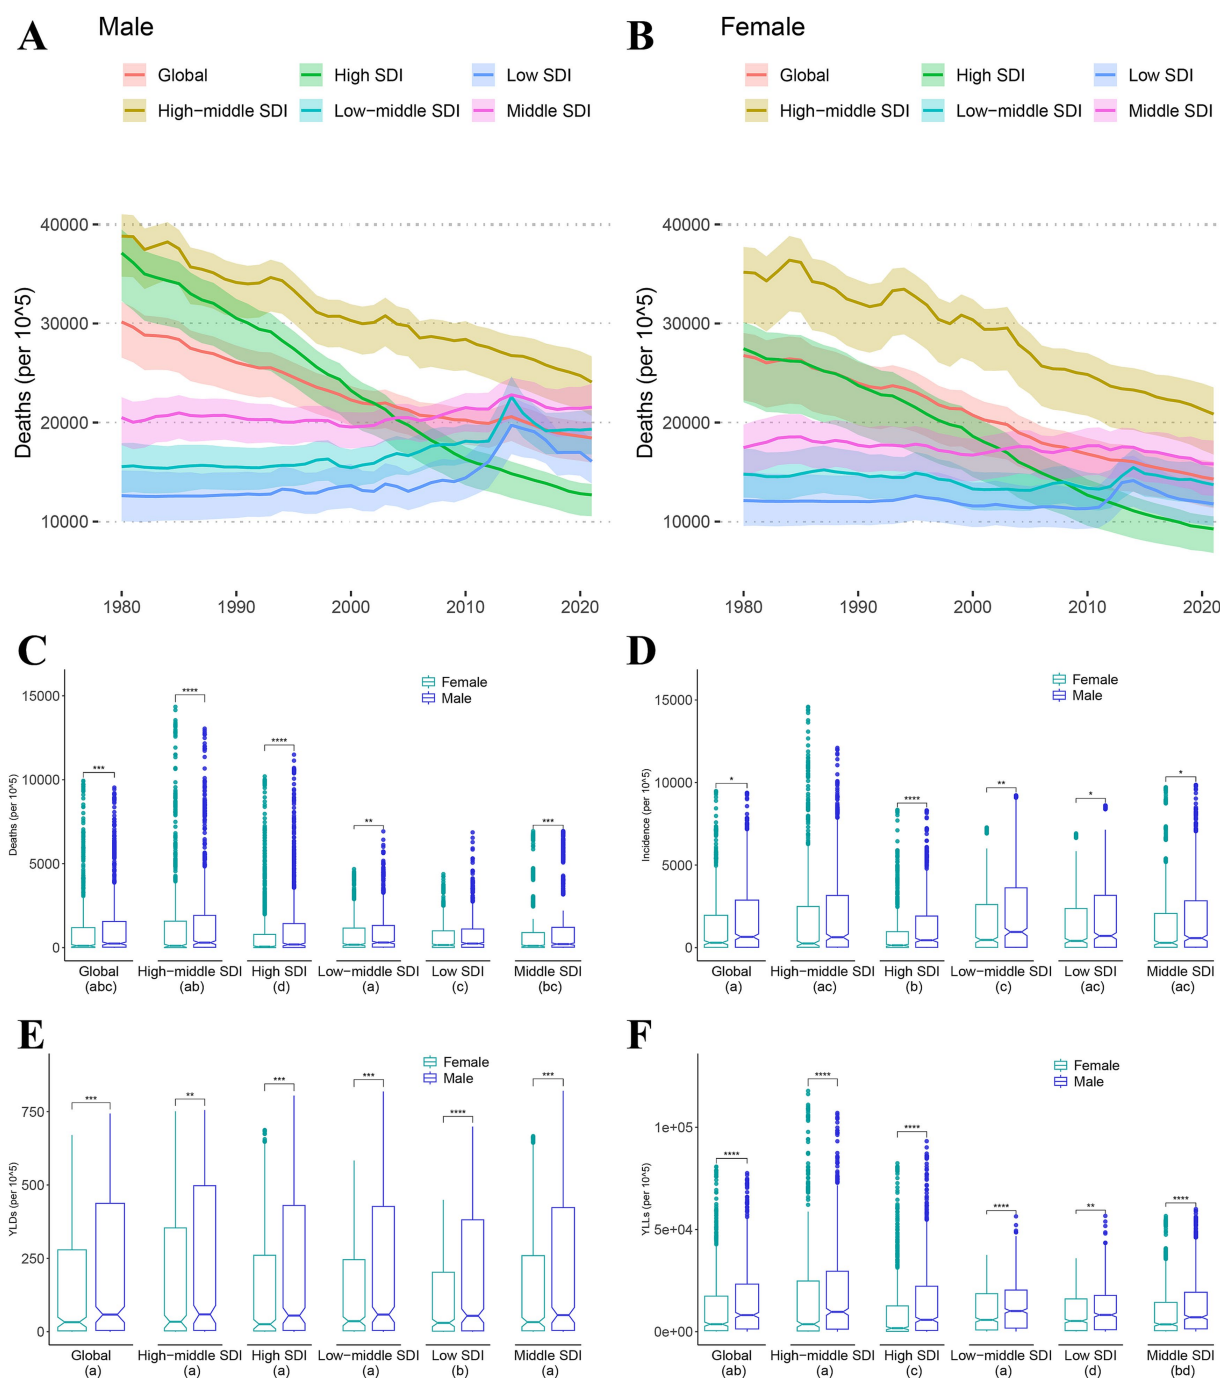 A Male
Global High SDI Low SDI
High−middle SDI Low−middle SDI Middle SDI
40000
30000
20000
10000
Deaths (per 10^5)
1980 1990 2000 2010 2020
B Female
Global High SDI Low SDI
High−middle SDI Low−middle SDI Middle SDI
40000
30000
20000
10000
Deaths (per 10^5)
1980 1990 2000 2010 2020
C
Female
Male
15000
10000
5000
0
Deaths (per 10^5)
*** **** **** ** ***
Global High−middle SDI High SDI Low−middle SDI Low SDI Middle SDI
(abc) (ab) (d) (a) (c) (bc)
D
Female
Male
15000
10000
5000
0
Incidence (per 10^5)
* **** ** * *
Global High−middle SDI High SDI Low−middle SDI Low SDI Middle SDI
(a) (ac) (b) (c) (ac) (ac)
E
Female
Male
750
500
250
0
YLDs (per 10^5)
*** ** *** *** **** ***
Global High−middle SDI High SDI Low−middle SDI Low SDI Middle SDI
(a) (a) (a) (a) (b) (a)
F
Female
Male
1e+05
5e+04
0e+00
YLLs (per 10^5)
**** **** **** **** ** ****
Global High−middle SDI High SDI Low−middle SDI Low SDI Middle SDI
(ab) (a) (c) (a) (d) (bd)